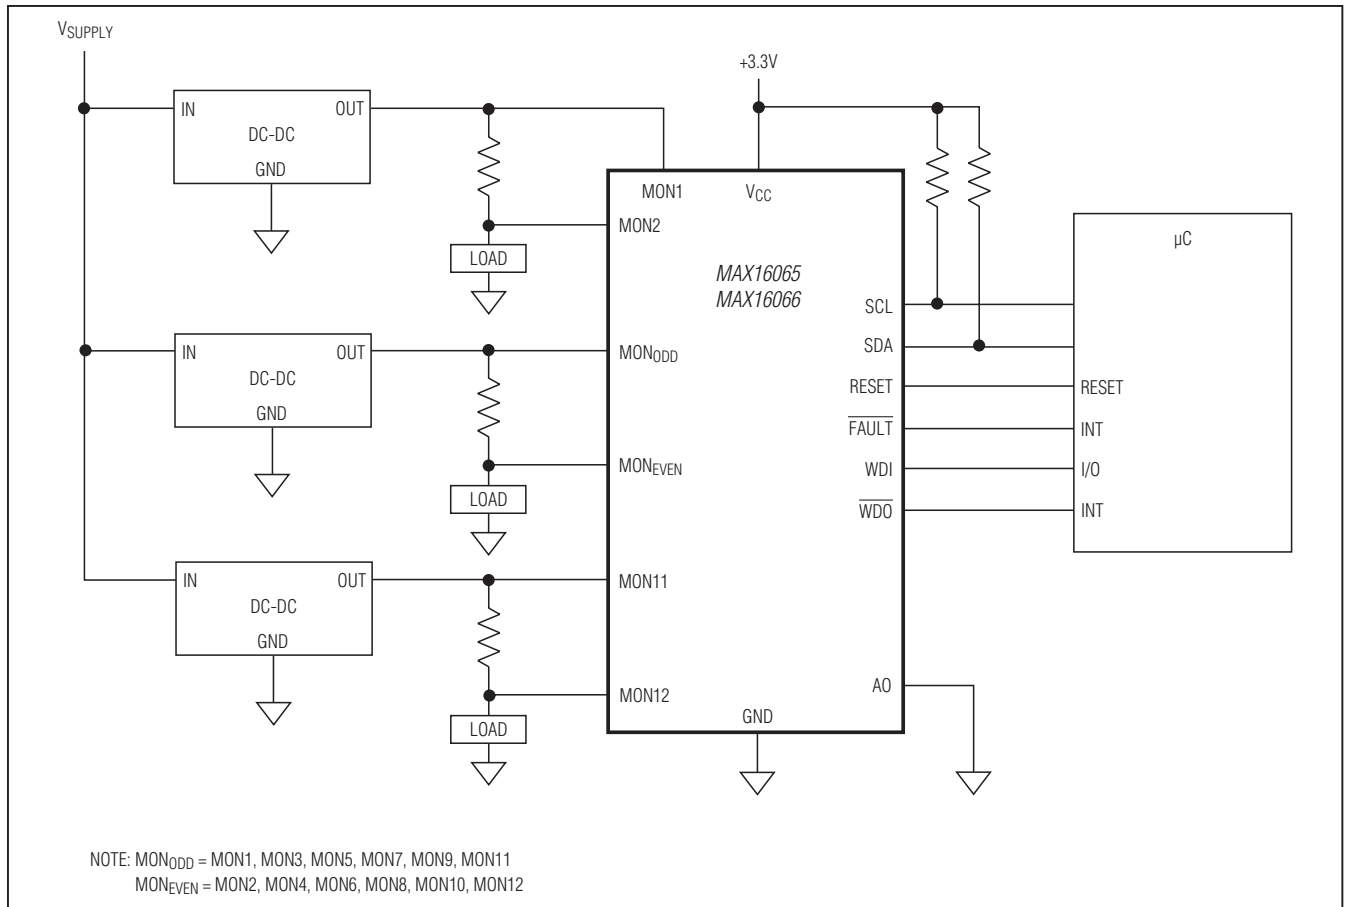 VSUPPLY
+3.3V
IN
OUT
DC-DC
GND
MON1
VCC
MON2
LOAD
µC
MAX16065
MAX16066
SCL
SDA
IN
OUT
DC-DC
GND
MONODD
RESET
RESET
FAULT
INT
MONEVEN
WDI
I/O
LOAD
WDO
INT
IN
OUT
DC-DC
GND
MON11
MON12
A0
LOAD
GND
NOTE: MONODD = MON1, MON3, MON5, MON7, MON9, MON11
MONEVEN = MON2, MON4, MON6, MON8, MON10, MON12